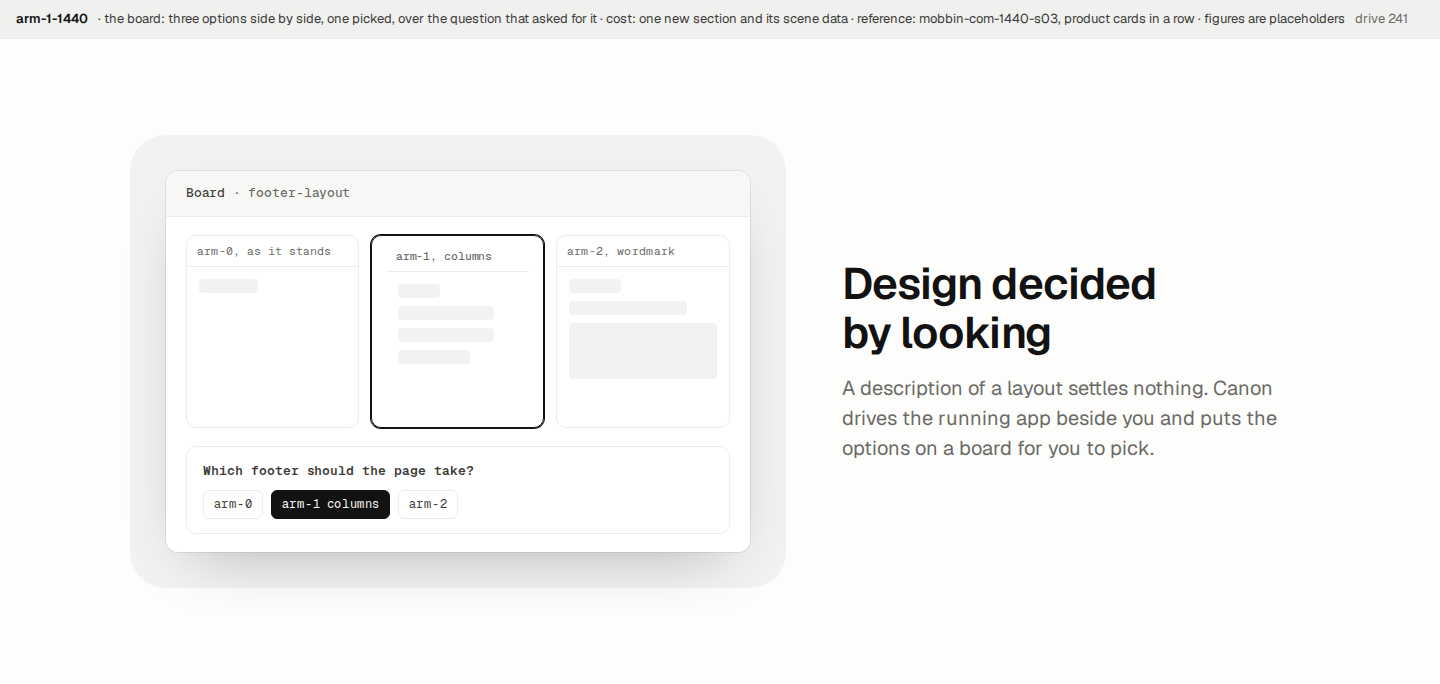 arm-1-1440 · the board: three options side by side, one picked, over the question that asked for it · cost: one new section and its scene data · reference: mobbin-com-1440-s03, product cards in a row · figures are placeholders drive 241
Board · footer-layout
arm-0, as it stands
arm-1, columns
arm-2, wordmark
Which footer should the page take?
arm-0
arm-1 columns
arm-2
Design decided
by looking
A description of a layout settles nothing. Canon
drives the running app beside you and puts the
options on a board for you to pick.